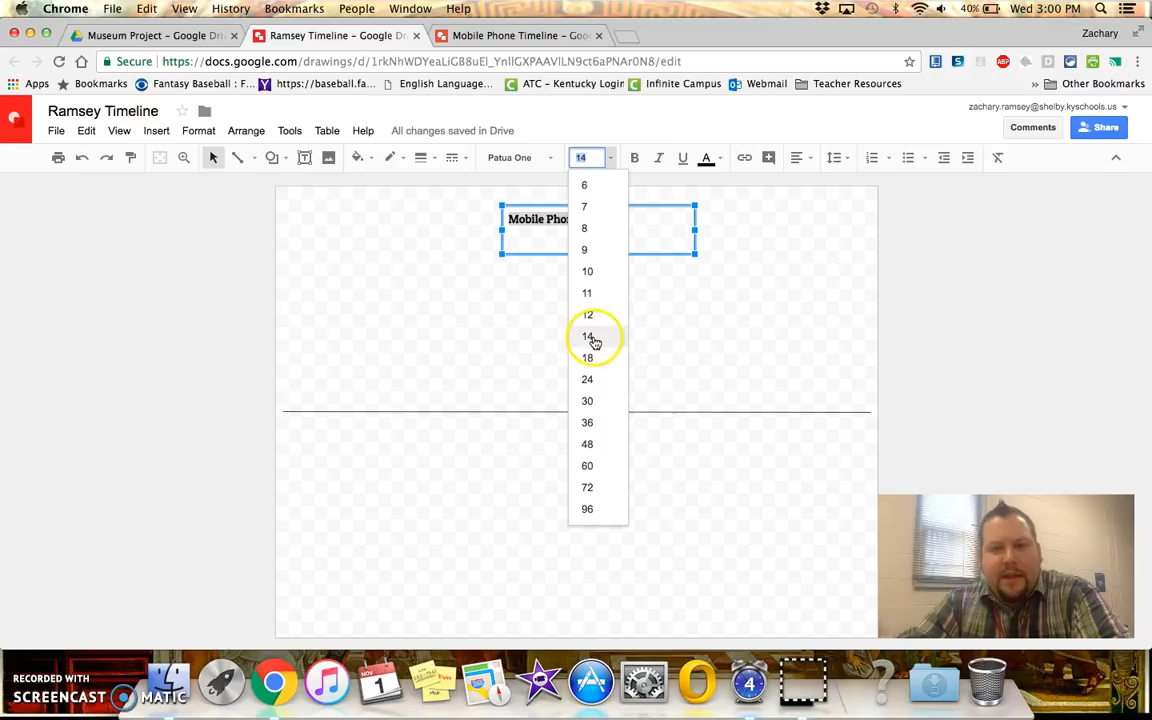 Chrome File Edit View History Bookmarks People Window Help 40% Wed 3:00 PM
Museum Project – Google Dri Ramsey Timeline – Google Dr Mobile Phone Timeline – Goo Zachary
Secure https://docs.google.com/drawings/d/1rkNhWDYeaLiGB8uEl_YnllGXPAAVlLN9ct6aPNAr0N8/edit
Apps Bookmarks Fantasy Baseball : F... https://baseball.fa... English Language... ATC - Kentucky Login Infinite Campus Webmail Teacher Resources » Other Bookmarks
Ramsey Timeline zachary.ramsey@shelby.kyschools.us
File Edit View Insert Format Arrange Tools Table Help All changes saved in Drive Comments Share
Patua One 14 B I U A
Mobile Pho
6
7
8
9
10
11
12
14
18
24
30
36
48
60
72
96
RECORDED WITH
SCREENCAST MATIC
NOV
1
4